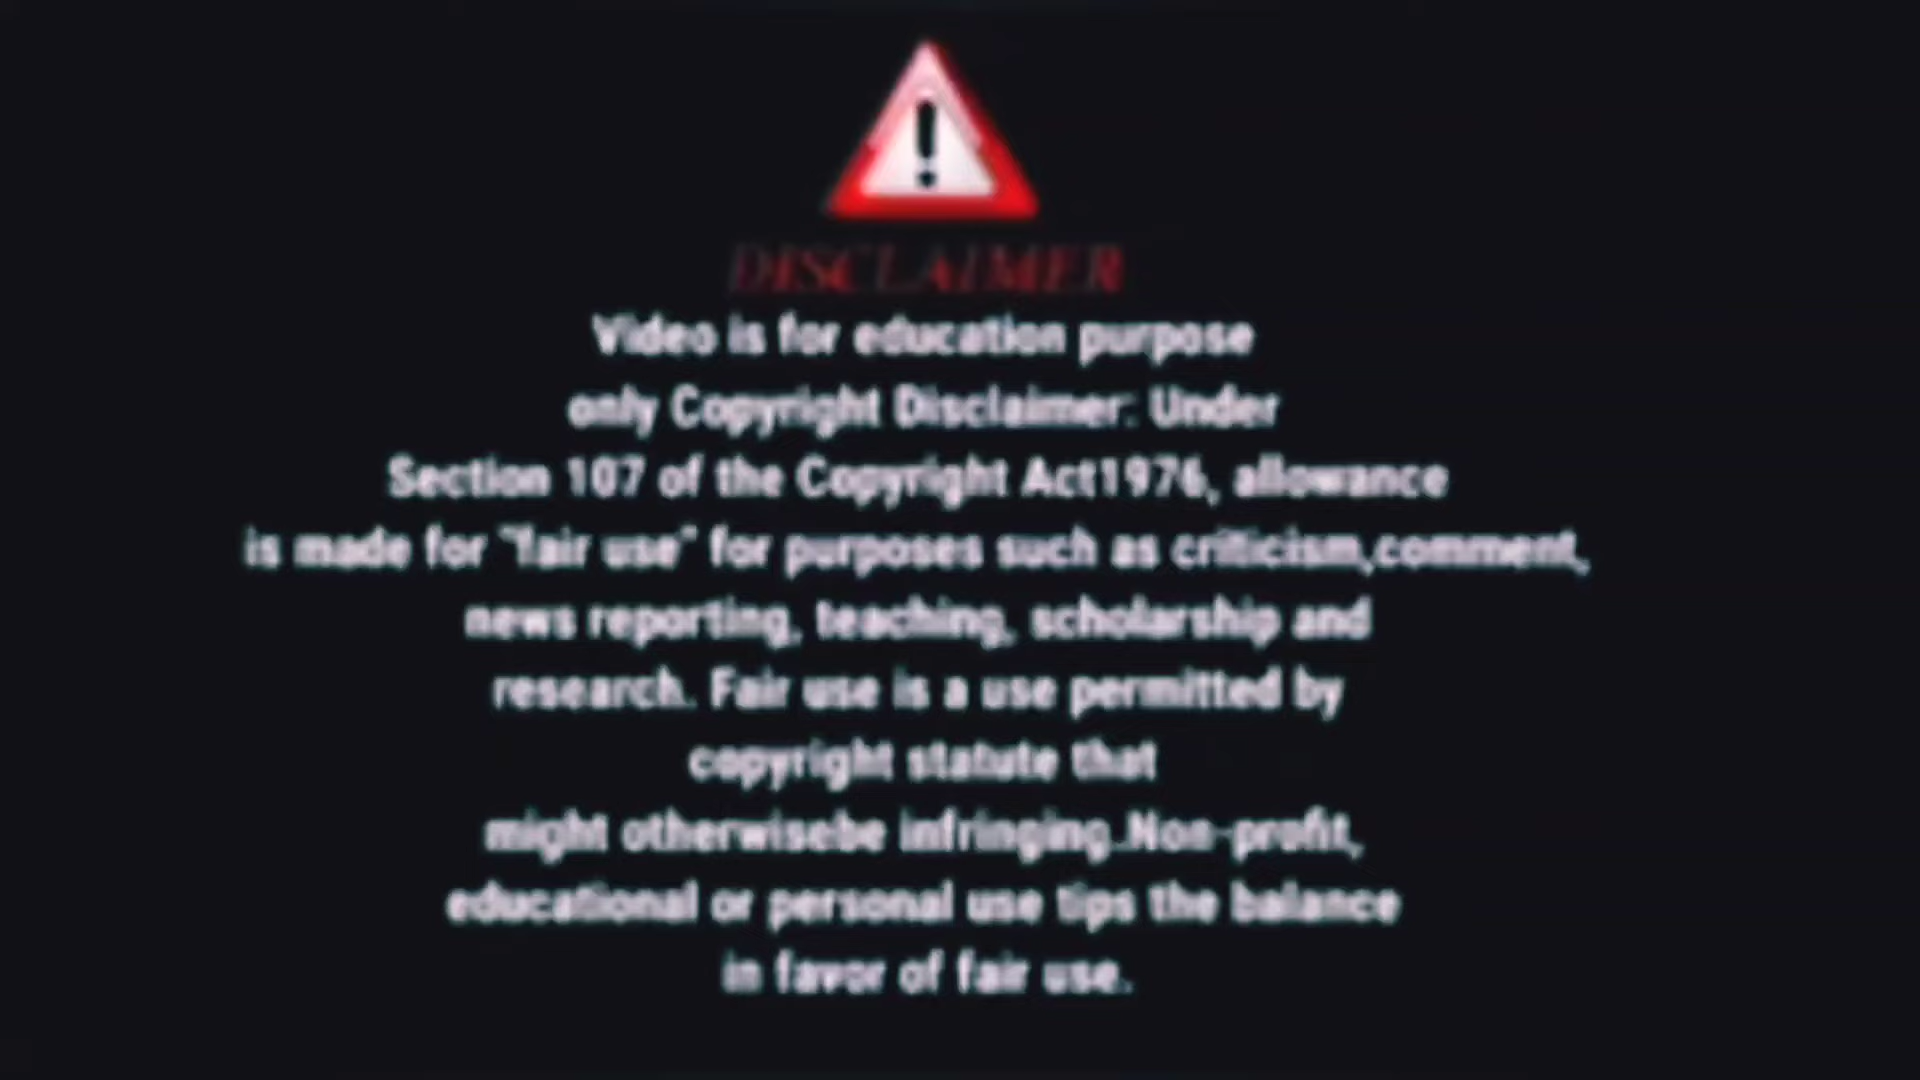 DISCLAIMER
Video is for education purpose
only Copyright Disclaimer: Under
Section 107 of the Copyright Act1976, allowance
is made for "fair use" for purposes such as criticism,comment,
news reporting, teaching, scholarship and
research. Fair use is a use permitted by
copyright statute that
might otherwisebe infringing.Non-profit,
educational or personal use tips the balance
in favor of fair use.